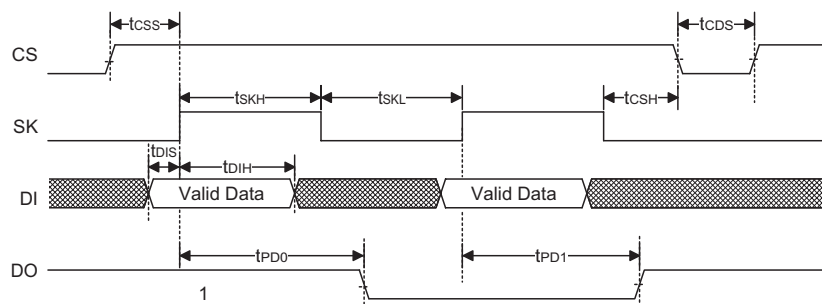 tCSS
tCDS
CS
tSKH
tSKL
tCSH
SK
tDIS
tDIH
DI
Valid Data
Valid Data
tPD0
tPD1
DO
1